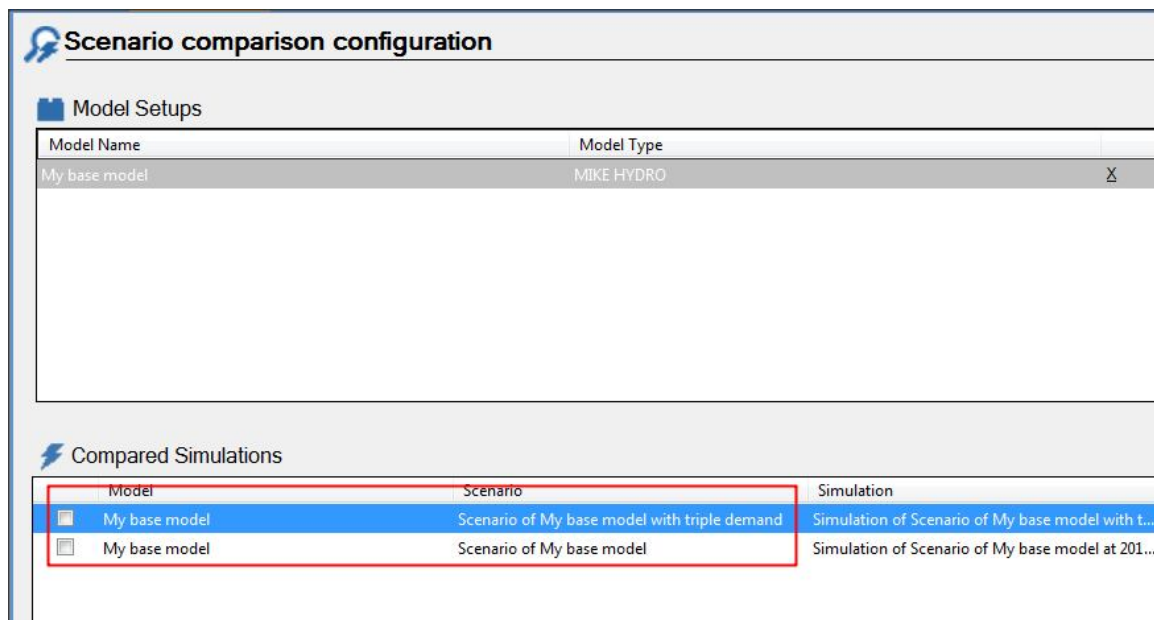 Scenario comparison configuration
Model Setups
Model Name Model Type
My base model MIKE HYDRO X
Compared Simulations
Model Scenario Simulation
My base model Scenario of My base model with triple demand Simulation of Scenario of My base model with t...
My base model Scenario of My base model Simulation of Scenario of My base model at 201...